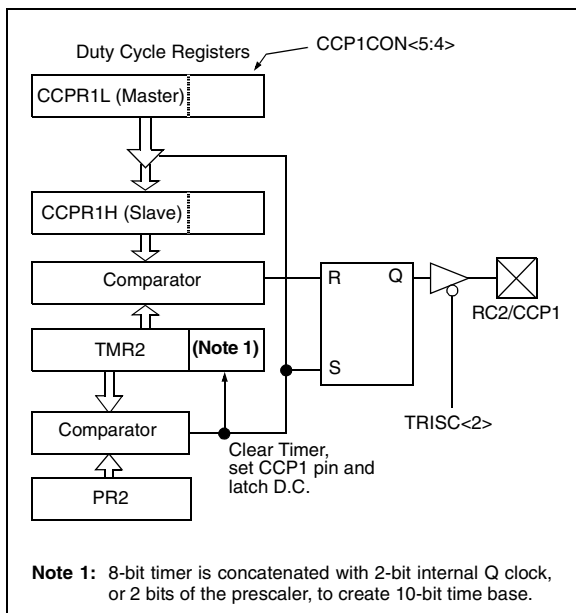 Duty Cycle Registers
CCP1CON<5:4>
CCPR1L (Master)
CCPR1H (Slave)
Comparator
R
Q
RC2/CCP1
TMR2
(Note 1)
S
TRISC<2>
Comparator
Clear Timer,
set CCP1 pin and
latch D.C.
PR2
Note 1: 8-bit timer is concatenated with 2-bit internal Q clock,
or 2 bits of the prescaler, to create 10-bit time base.